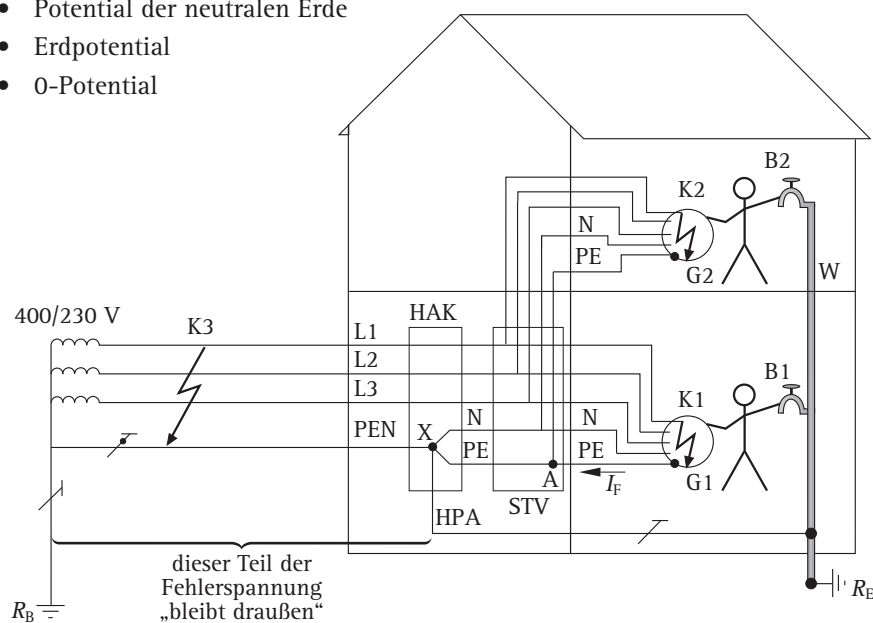 • Potential der neutralen Erde
• Erdpotential
• 0-Potential
B2
K2
N
PE
G2
W
400/230 V
K3
HAK
L1
L2
L3
PEN
X
N
PE
A
STV
HPA
N
PE
I_F
K1
G1
B1
dieser Teil der
Fehlerspannung
„bleibt draußen“
R_B
R_B